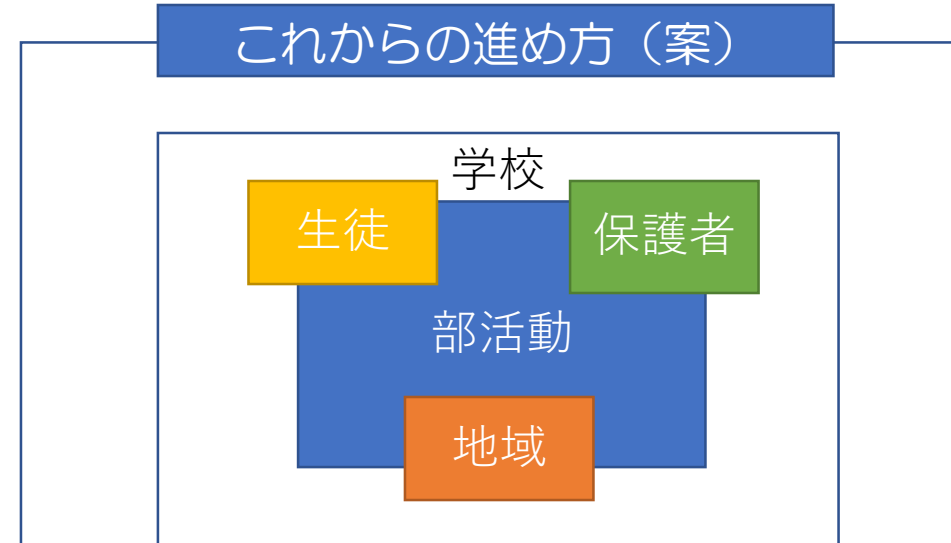 これからの進め方（案）
学校
生徒
保護者
部活動
地域